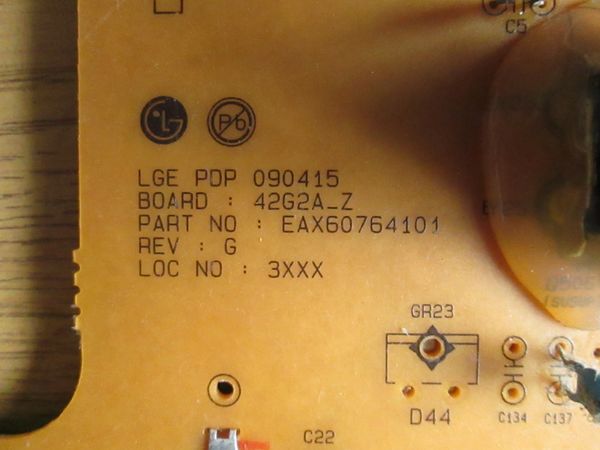 C5
LG Pb
LGE PDP 090415
BOARD : 42G2A_Z
PART NO : EAX60764101
REV : G
LOC NO : 3XXX
GR23
D44
C134 C137
C22